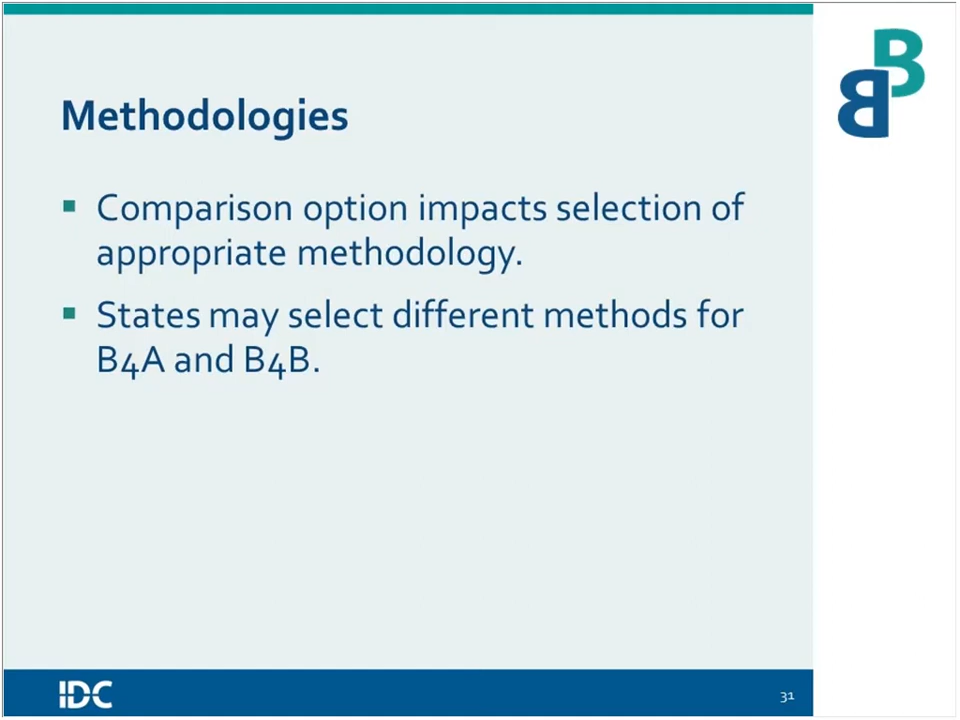 B
B
Methodologies
▪ Comparison option impacts selection of
appropriate methodology.
▪ States may select different methods for
B4A and B4B.
IDC
31